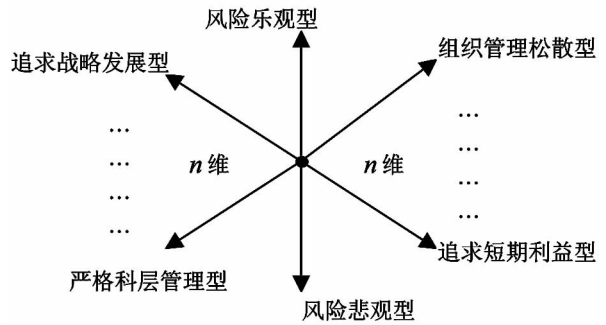 风险乐观型
追求战略发展型
组织管理松散型
…
…
…
…
n 维
n 维
…
…
…
…
严格科层管理型
追求短期利益型
风险悲观型